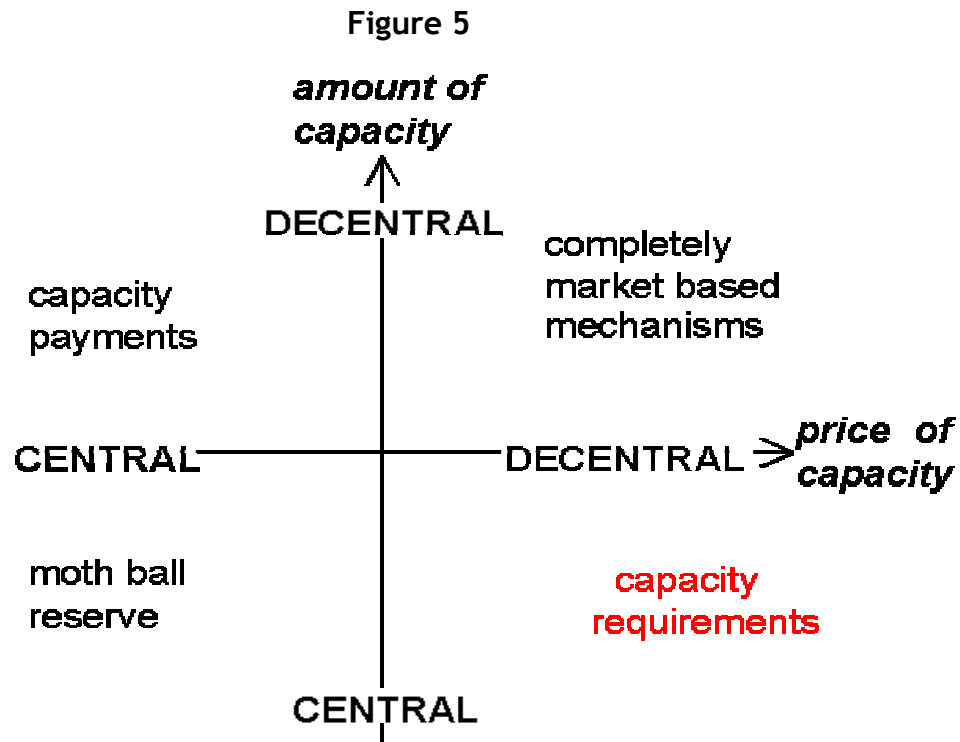 Figure 5
amount of
capacity
DECENTRAL
completely
market based
mechanisms
capacity
payments
CENTRAL
DECENTRAL
price of
capacity
moth ball
reserve
capacity
requirements
CENTRAL